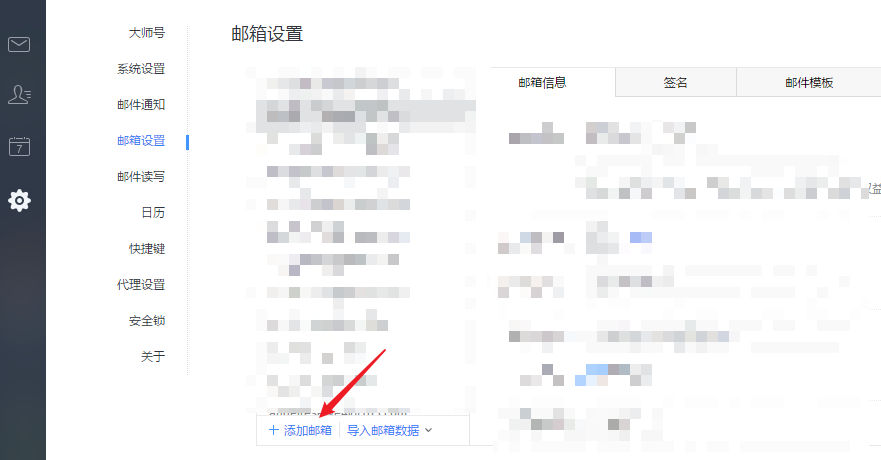 7
大师号
系统设置
邮件通知
邮箱设置
邮件读写
日历
快捷键
代理设置
安全锁
关于
邮箱设置
+ 添加邮箱
导入邮箱数据
邮箱信息
签名
邮件模板